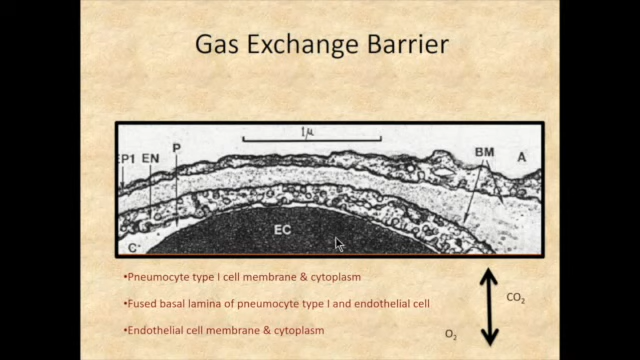 Gas Exchange Barrier
1µ
EP1 EN P BM A
EC
C
•Pneumocyte type I cell membrane & cytoplasm
•Fused basal lamina of pneumocyte type I and endothelial cell
•Endothelial cell membrane & cytoplasm
CO₂
O₂